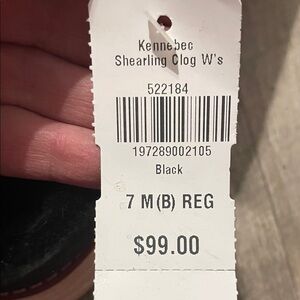 Kennebec
Shearling Clog W's
522184
197289002105
Black
7 M(B) REG
$99.00